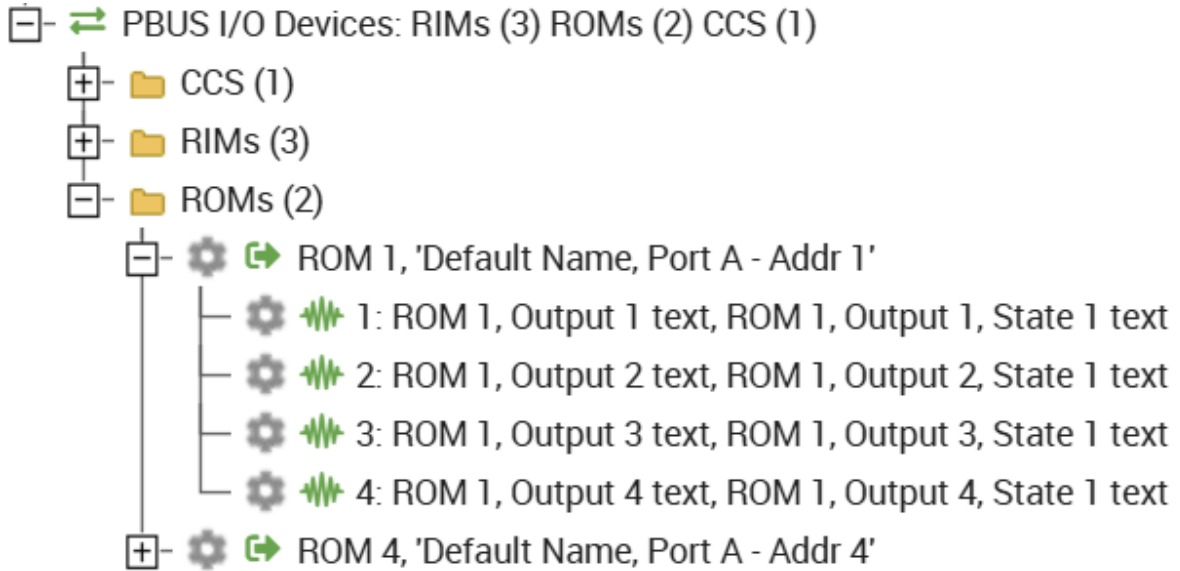 PBUS I/O Devices: RIMs (3) ROMs (2) CCS (1)
CCS (1)
RIMs (3)
ROMs (2)
ROM 1, 'Default Name, Port A - Addr 1'
1: ROM 1, Output 1 text, ROM 1, Output 1, State 1 text
2: ROM 1, Output 2 text, ROM 1, Output 2, State 1 text
3: ROM 1, Output 3 text, ROM 1, Output 3, State 1 text
4: ROM 1, Output 4 text, ROM 1, Output 4, State 1 text
ROM 4, 'Default Name, Port A - Addr 4'